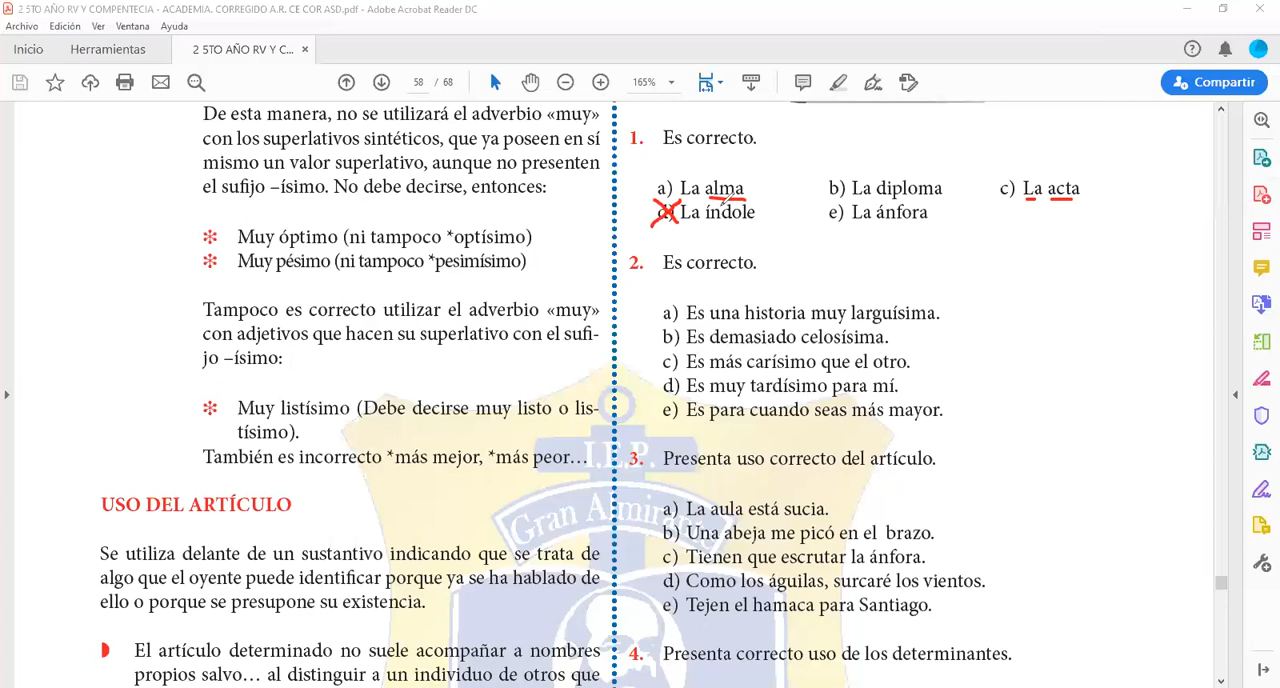 2 5TO AÑO RV Y COMPENTECIA - ACADEMIA. CORREGIDO A.R. CE COR ASD.pdf - Adobe Acrobat Reader DC
Archivo Edición Ver Ventana Ayuda
Inicio Herramientas 2 5TO AÑO RV Y C... ×
58 / 68 165% Compartir
De esta manera, no se utilizará el adverbio «muy»
con los superlativos sintéticos, que ya poseen en sí
mismo un valor superlativo, aunque no presenten
el sufijo –ísimo. No debe decirse, entonces:
Muy óptimo (ni tampoco *optísimo)
Muy pésimo (ni tampoco *pesimísimo)
Tampoco es correcto utilizar el adverbio «muy»
con adjetivos que hacen su superlativo con el sufi-
jo –ísimo:
Muy listísimo (Debe decirse muy listo o lis-
tísimo).
También es incorrecto *más mejor, *más peor…
USO DEL ARTÍCULO
Se utiliza delante de un sustantivo indicando que se trata de
algo que el oyente puede identificar porque ya se ha hablado de
ello o porque se presupone su existencia.
El artículo determinado no suele acompañar a nombres
propios salvo… al distinguir a un individuo de otros que
1. Es correcto.
a) La alma b) La diploma c) La acta
d) La índole e) La ánfora
2. Es correcto.
a) Es una historia muy larguísima.
b) Es demasiado celosísima.
c) Es más carísimo que el otro.
d) Es muy tardísimo para mí.
e) Es para cuando seas más mayor.
3. Presenta uso correcto del artículo.
a) La aula está sucia.
b) Una abeja me picó en el brazo.
c) Tienen que escrutar la ánfora.
d) Como los águilas, surcaré los vientos.
e) Tejen el hamaca para Santiago.
4. Presenta correcto uso de los determinantes.
I.E.P.
Gran Almirante